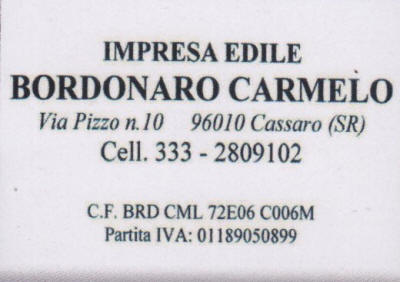 IMPRESA EDILE
BORDONARO CARMELO
Via Pizzo n.10 96010 Cassaro (SR)
Cell. 333 - 2809102
C.F. BRD CML 72E06 C006M
Partita IVA: 01189050899